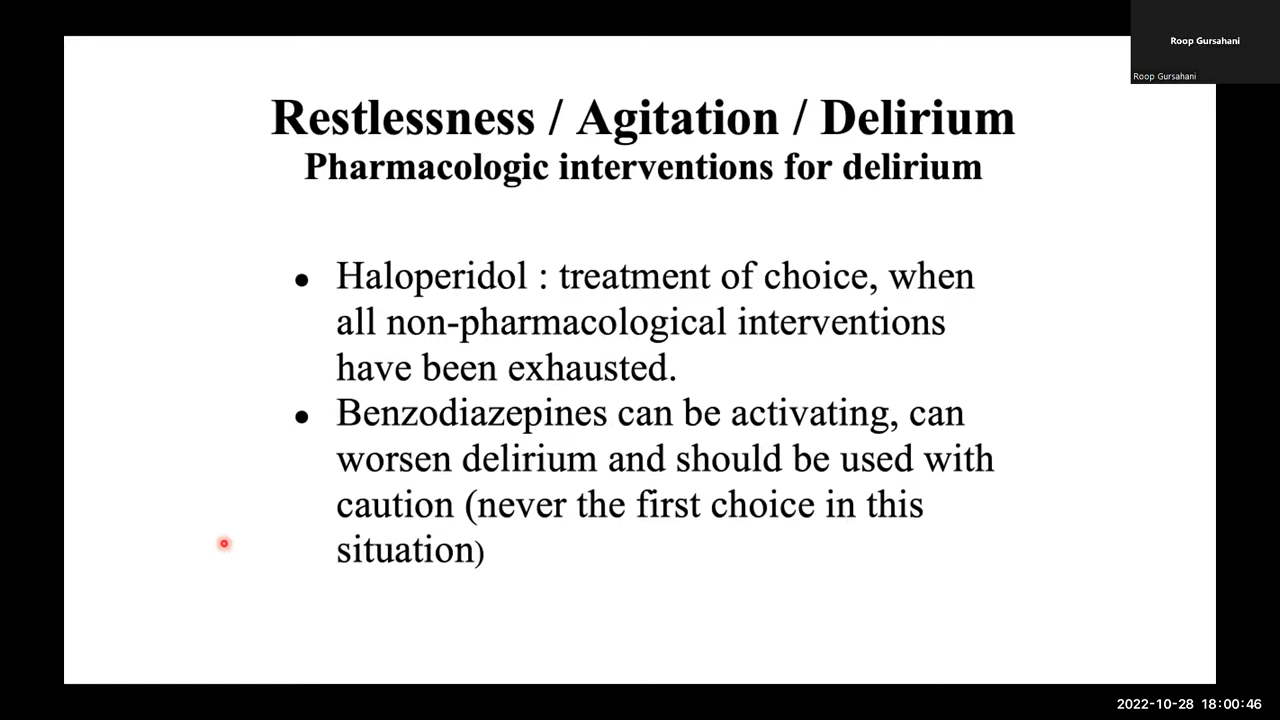 Roop Gursahani
Roop Gursahani
Restlessness / Agitation / Delirium
Pharmacologic interventions for delirium
● Haloperidol : treatment of choice, when
all non-pharmacological interventions
have been exhausted.
● Benzodiazepines can be activating, can
worsen delirium and should be used with
caution (never the first choice in this
situation)
2022-10-28 18:00:46